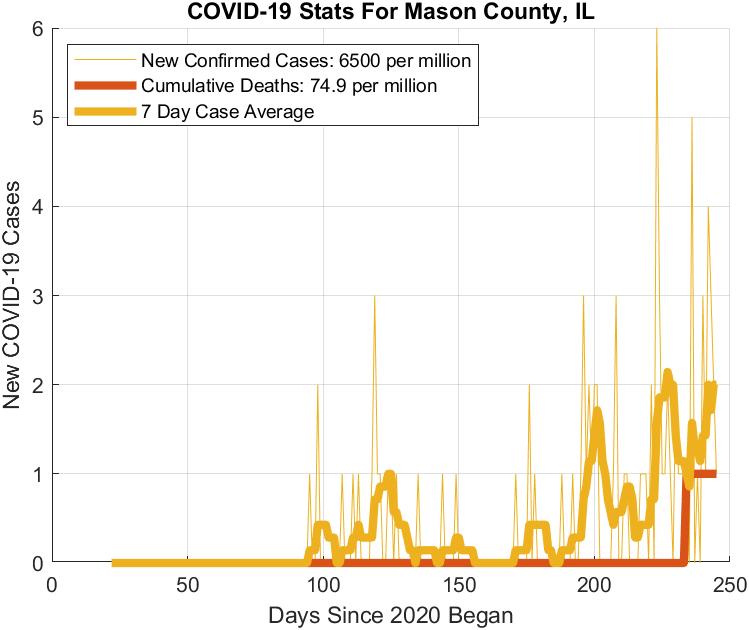 COVID-19 Stats For Mason County, IL
New Confirmed Cases: 6500 per million
Cumulative Deaths: 74.9 per million
7 Day Case Average
New COVID-19 Cases
6
5
4
3
2
1
0
0 50 100 150 200 250
Days Since 2020 Began